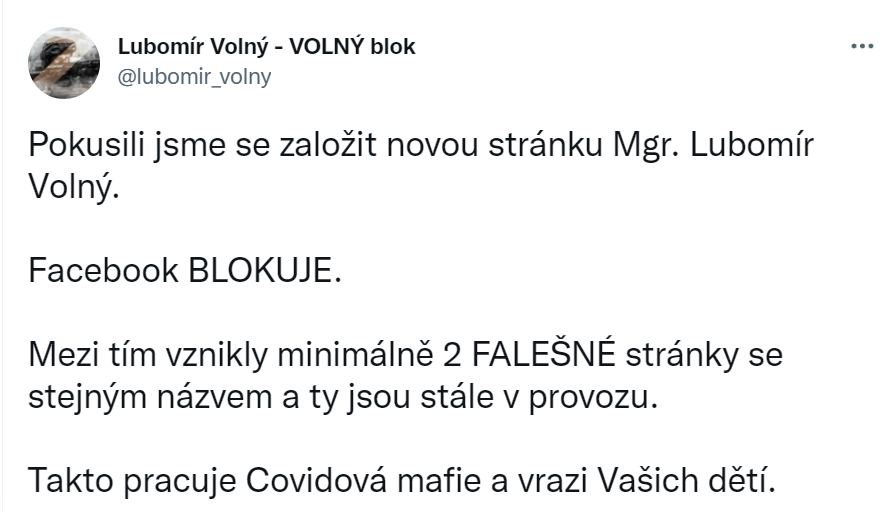 Lubomír Volný - VOLNÝ blok
@lubomir_volny
Pokusili jsme se založit novou stránku Mgr. Lubomír
Volný.
Facebook BLOKUJE.
Mezi tím vznikly minimálně 2 FALEŠNÉ stránky se
stejným názvem a ty jsou stále v provozu.
Takto pracuje Covidová mafie a vrazi Vašich dětí.